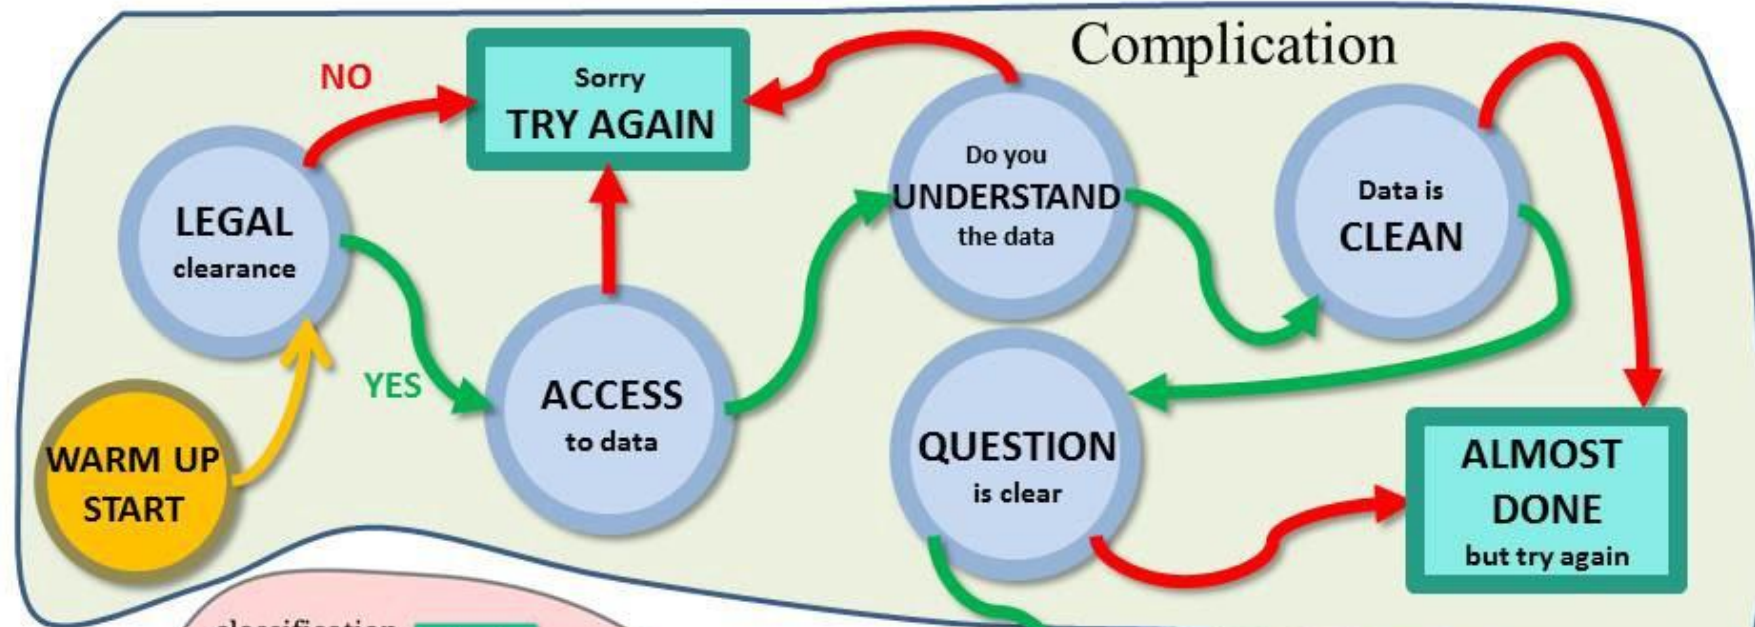 Complication
NO
Sorry
TRY AGAIN
LEGAL
clearance
Do you
UNDERSTAND
the data
Data is
CLEAN
YES
ACCESS
to data
WARM UP
START
QUESTION
is clear
ALMOST
DONE
but try again
classification